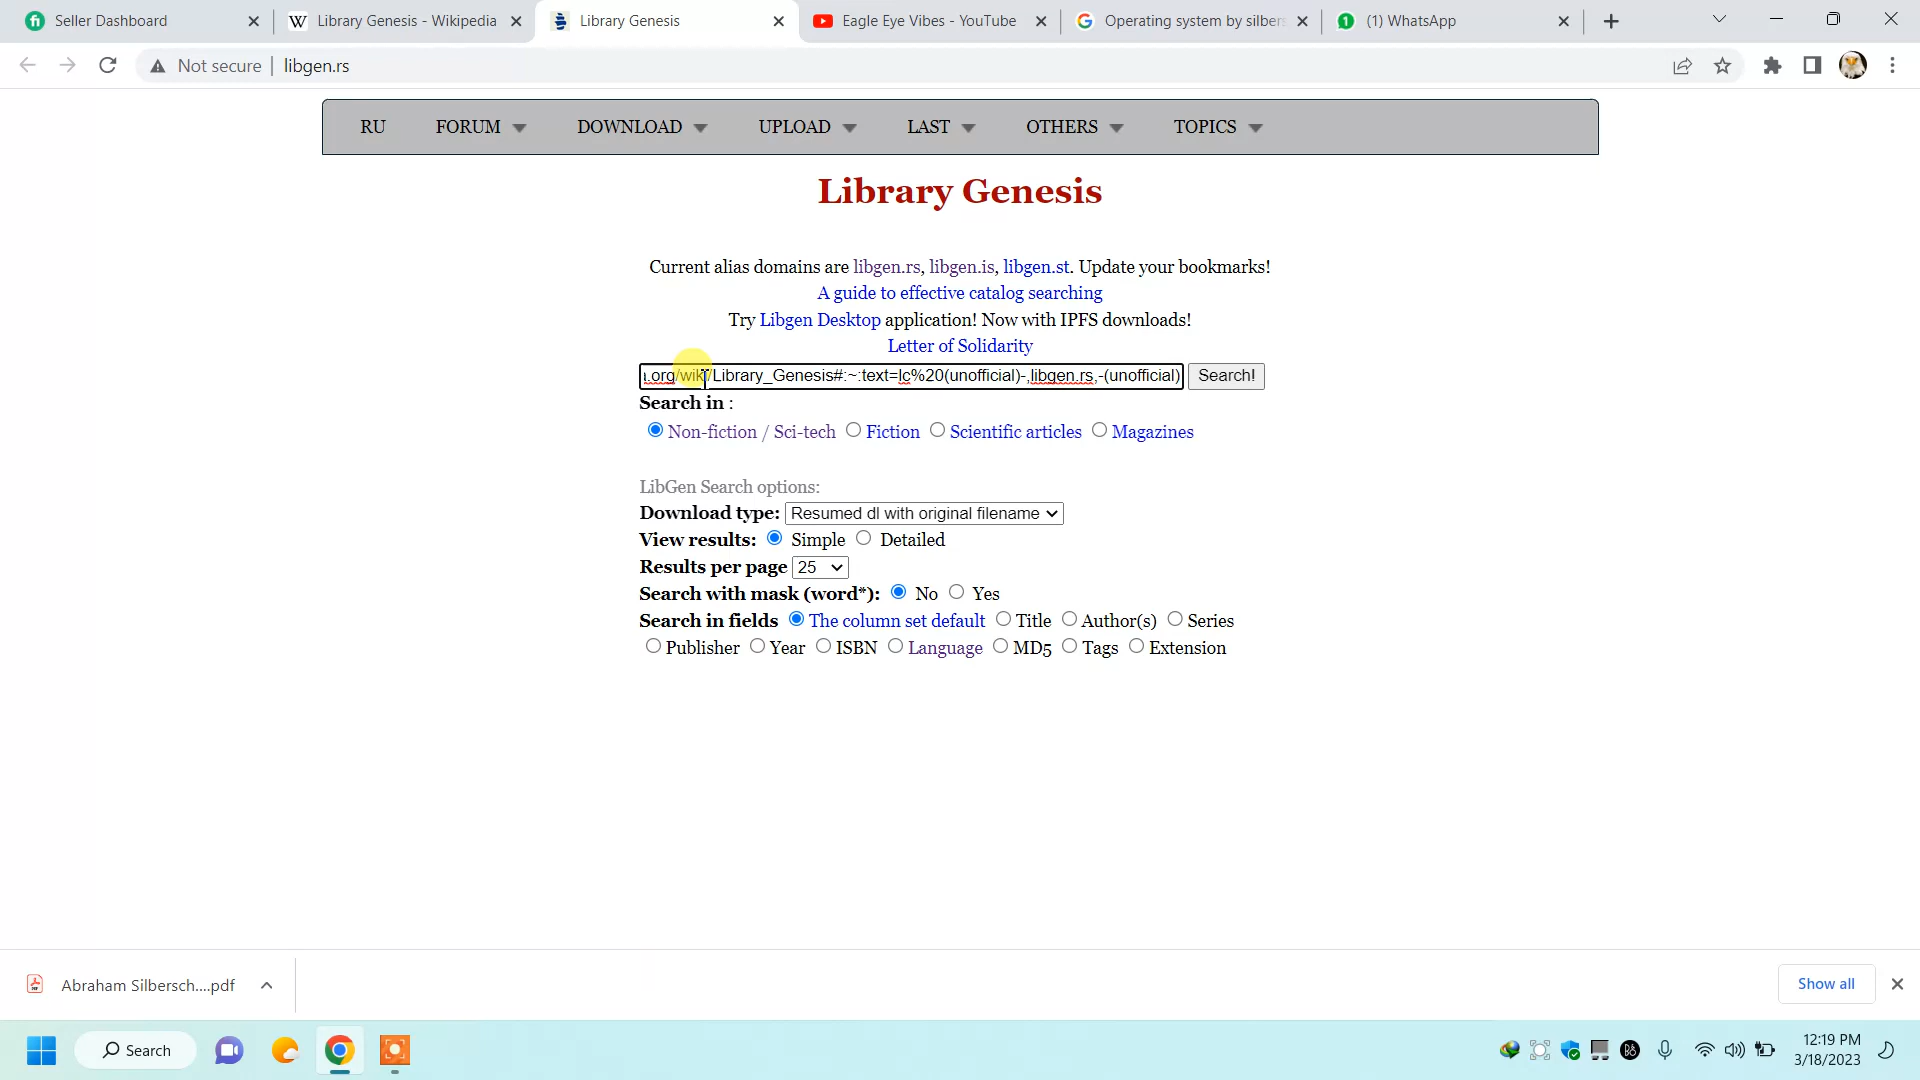 Seller Dashboard
Library Genesis - Wikipedia
Library Genesis
Eagle Eye Vibes - YouTube
Operating system by silbers
(1) WhatsApp
Not secure | libgen.rs
RU FORUM DOWNLOAD UPLOAD LAST OTHERS TOPICS
Library Genesis
Current alias domains are libgen.rs, libgen.is, libgen.st. Update your bookmarks!
A guide to effective catalog searching
Try Libgen Desktop application! Now with IPFS downloads!
Letter of Solidarity
.org/wiki/Library_Genesis#:~:text=lc%20(unofficial)-,libgen.rs,-(unofficial) Search!
Search in :
Non-fiction / Sci-tech Fiction Scientific articles Magazines
LibGen Search options:
Download type: Resumed dl with original filename
View results: Simple Detailed
Results per page 25
Search with mask (word*): No Yes
Search in fields The column set default Title Author(s) Series
Publisher Year ISBN Language MD5 Tags Extension
Abraham Silbersch....pdf
Show all
Search
12:19 PM
3/18/2023